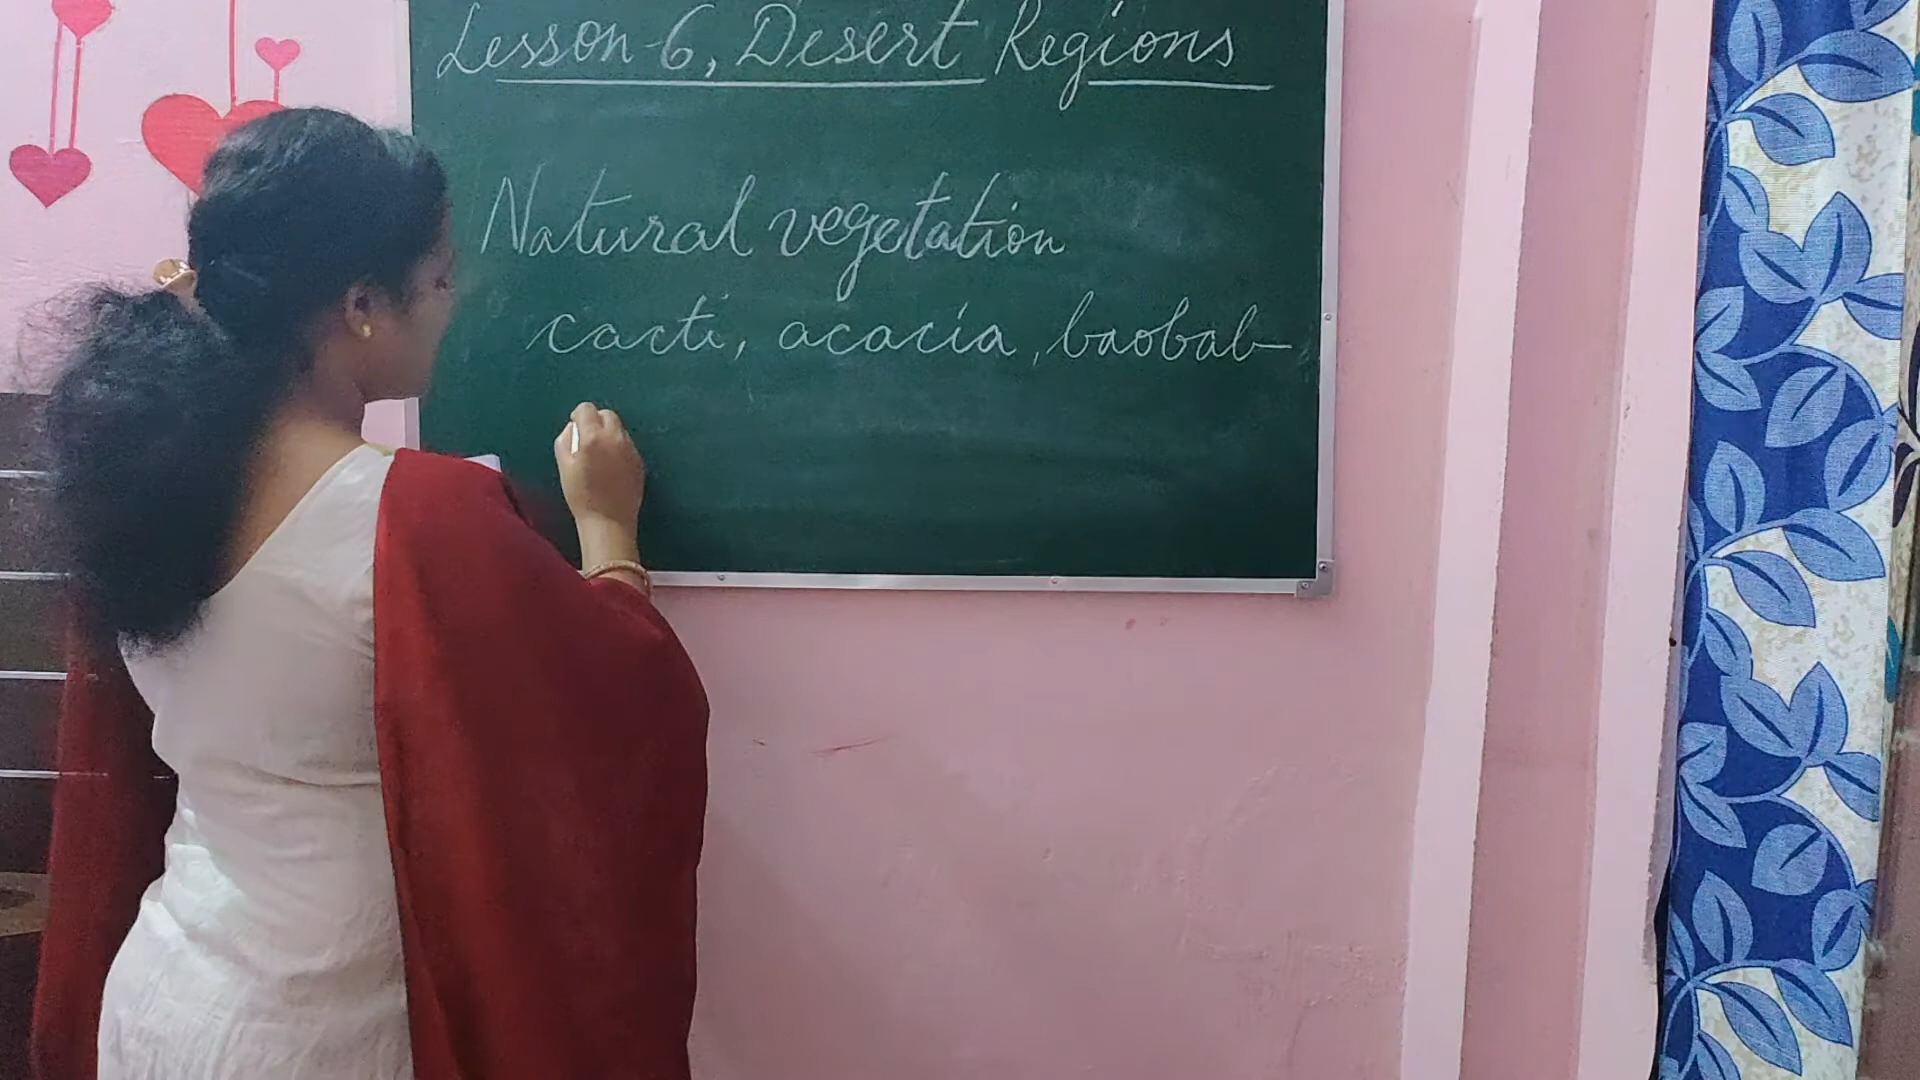 Lesson-6, Desert Regions
Natural vegetation
cacti, acacia, baobab